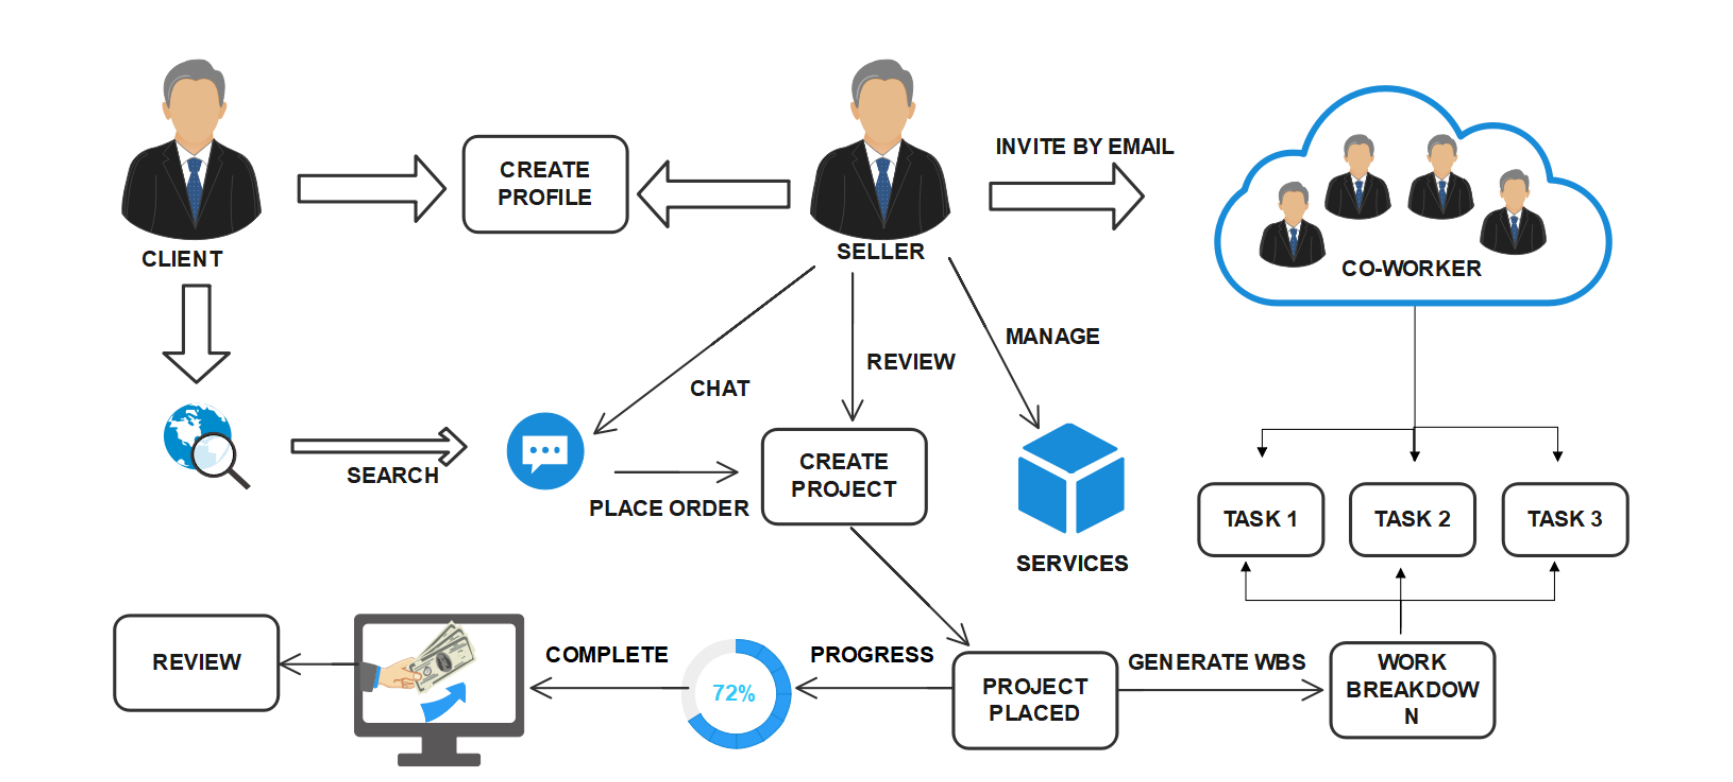 INVITE BY EMAIL
CREATE
PROFILE
CLIENT
SELLER
CO-WORKER
MANAGE
REVIEW
CHAT
SEARCH
PLACE ORDER
CREATE
PROJECT
SERVICES
TASK 1
TASK 2
TASK 3
REVIEW
COMPLETE
72%
PROGRESS
PROJECT
PLACED
GENERATE WBS
WORK
BREAKDOW
N